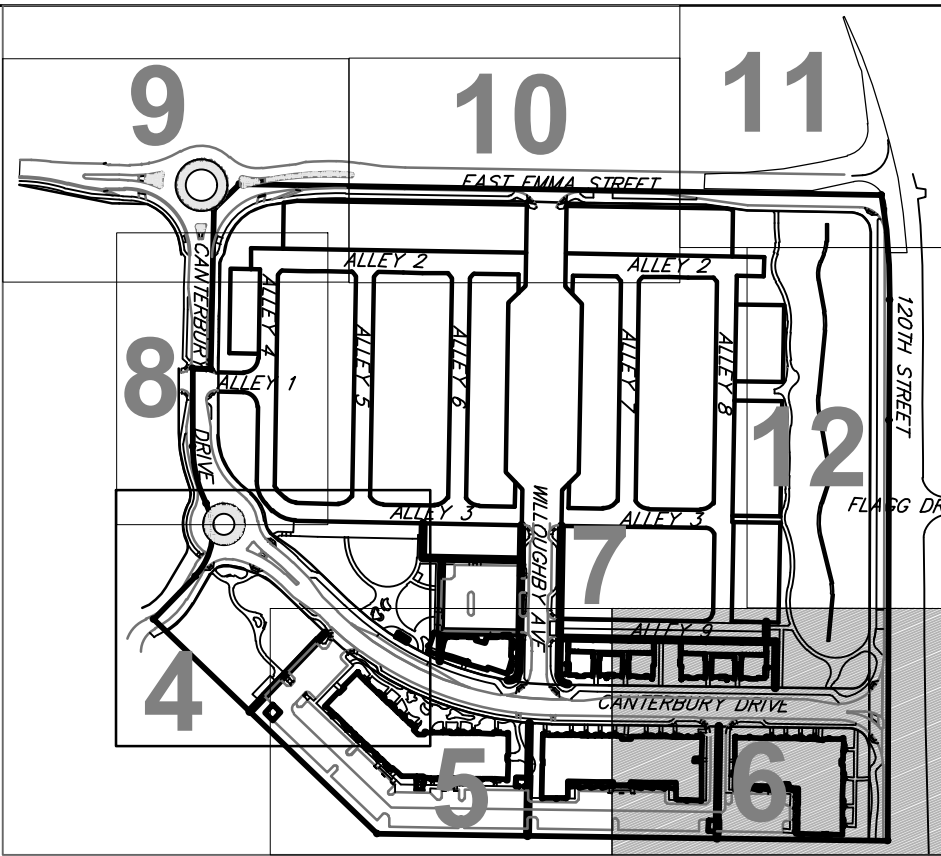 9
10
11
EAST EMMA STREET
CANTERBURY
DRIVE
ALLEY 2
ALLEY 2
ALLEY 4
ALLEY 5
ALLEY 6
ALLEY 7
ALLEY 8
120TH STREET
8
ALLEY 1
12
ALLEY 3
WILLOUGHBY AVE
ALLEY 3
FLAGG DR
7
ALLEY 9
4
CANTERBURY DRIVE
5
6